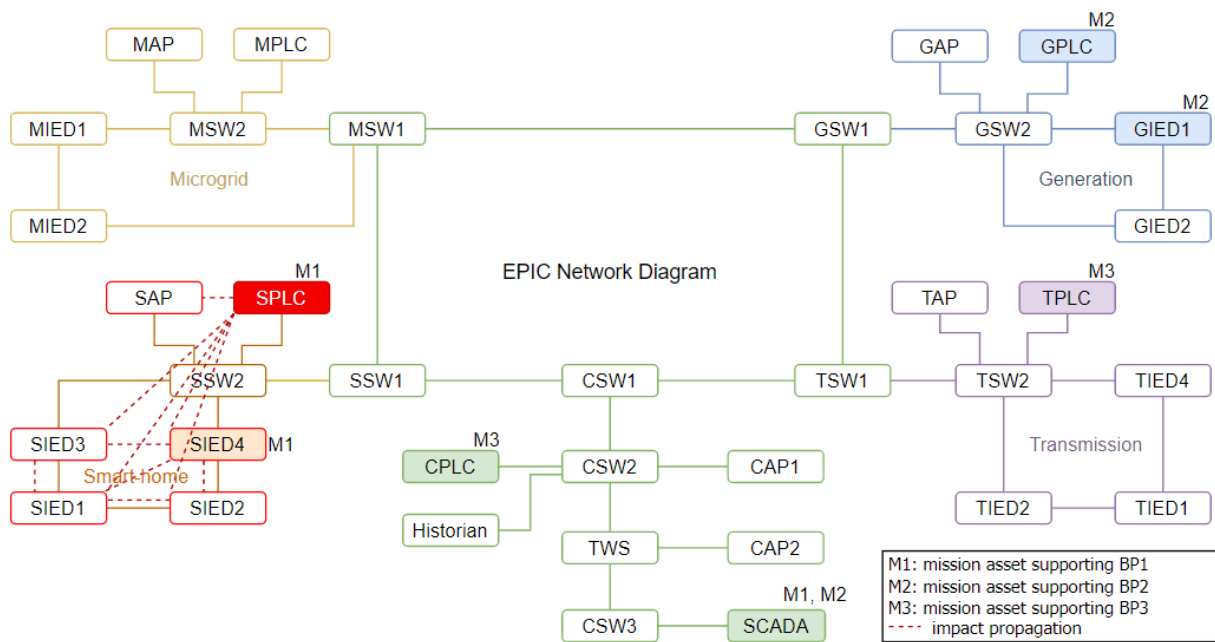 M2
MAP
MPLC
GAP
GPLC
M2
MIED1
MSW2
MSW1
GSW1
GSW2
GIED1
Microgrid
Generation
MIED2
GIED2
EPIC Network Diagram
M1
M3
SAP
SPLC
TAP
TPLC
SSW2
SSW1
CSW1
TSW1
TSW2
TIED4
SIED3
SIED4
M1
M3
Transmission
CPLC
CSW2
CAP1
Smart-home
SIED1
SIED2
TIED2
TIED1
Historian
TWS
CAP2
M1: mission asset supporting BP1
M2: mission asset supporting BP2
M3: mission asset supporting BP3
impact propagation
M1, M2
CSW3
SCADA